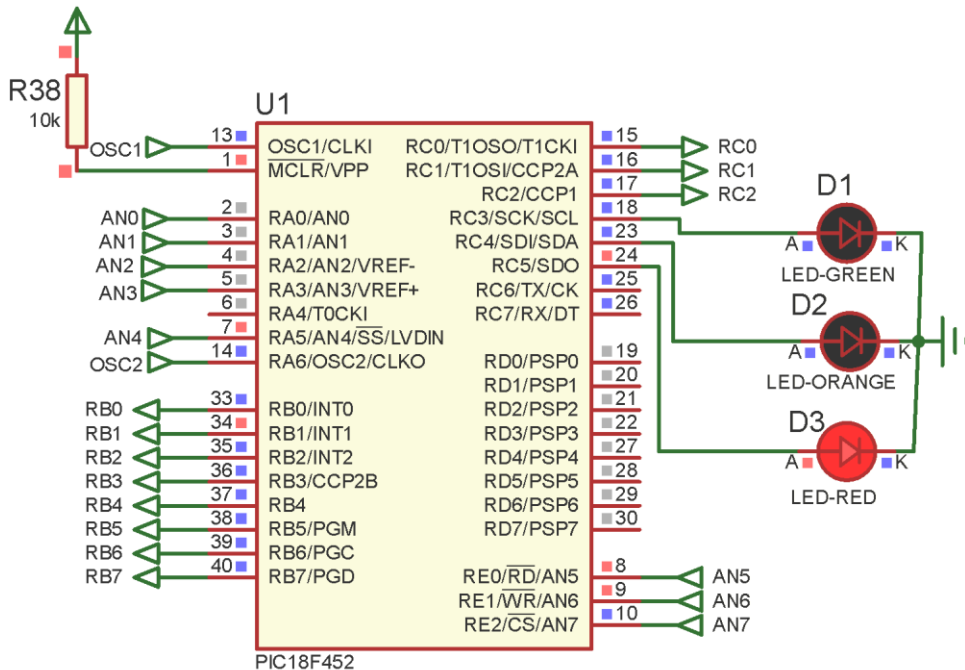 R38
10k
U1
OSC1
13
OSC1/CLKI
1
MCLR/VPP
AN0
2
RA0/AN0
AN1
3
RA1/AN1
AN2
4
RA2/AN2/VREF-
AN3
5
RA3/AN3/VREF+
6
RA4/T0CKI
AN4
7
RA5/AN4/SS/LVDIN
OSC2
14
RA6/OSC2/CLKO
RB0
33
RB0/INT0
RB1
34
RB1/INT1
RB2
35
RB2/INT2
RB3
36
RB3/CCP2B
RB4
37
RB4
RB5
38
RB5/PGM
RB6
39
RB6/PGC
RB7
40
RB7/PGD
RC0/T1OSO/T1CKI
15
RC0
RC1/T1OSI/CCP2A
16
RC1
RC2/CCP1
17
RC2
RC3/SCK/SCL
18
RC4/SDI/SDA
23
RC5/SDO
24
RC6/TX/CK
25
RC7/RX/DT
26
RD0/PSP0
19
RD1/PSP1
20
RD2/PSP2
21
RD3/PSP3
22
RD4/PSP4
27
RD5/PSP5
28
RD6/PSP6
29
RD7/PSP7
30
RE0/RD/AN5
8
AN5
RE1/WR/AN6
9
AN6
RE2/CS/AN7
10
AN7
PIC18F452
D1
A
K
LED-GREEN
D2
A
K
LED-ORANGE
D3
A
K
LED-RED